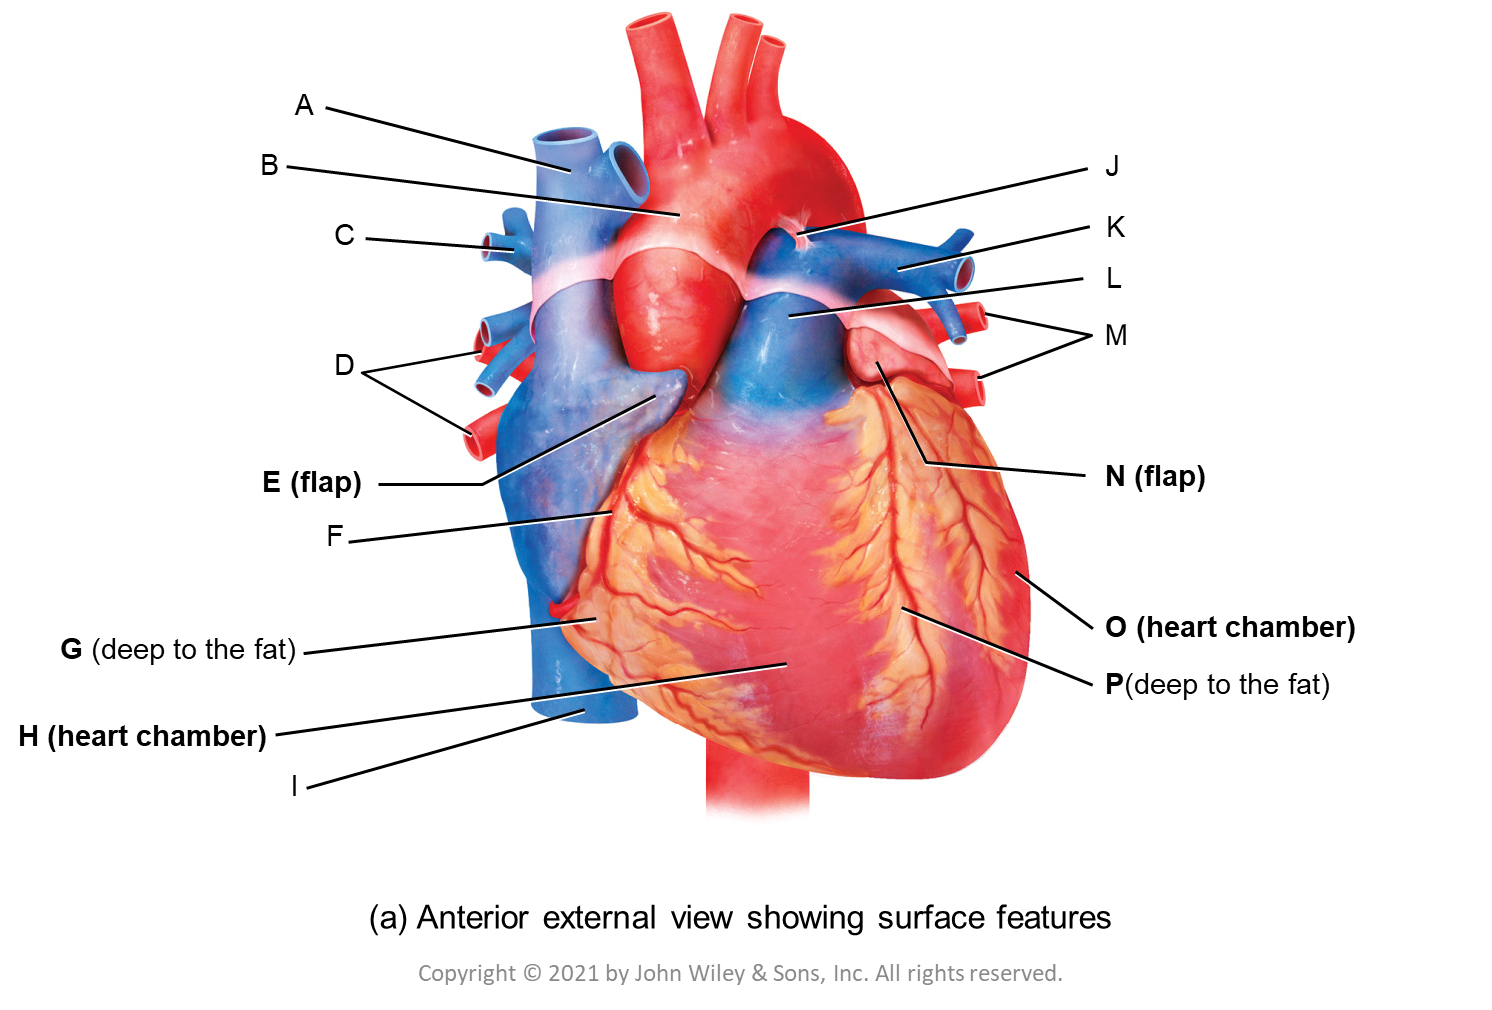 A
B
C
D
E (flap)
F
G (deep to the fat)
H (heart chamber)
I
J
K
L
M
N (flap)
O (heart chamber)
P(deep to the fat)
(a) Anterior external view showing surface features
Copyright © 2021 by John Wiley & Sons, Inc. All rights reserved.